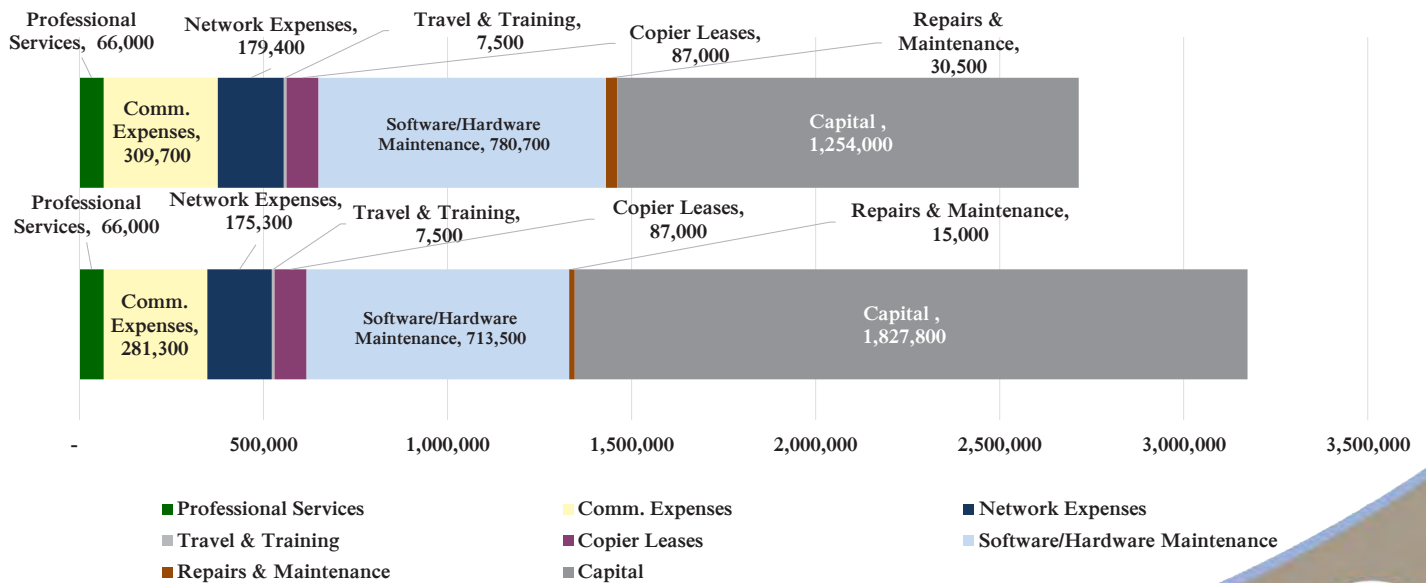 Professional
Services, 66,000
Network Expenses,
179,400
Travel & Training,
7,500
Copier Leases,
87,000
Repairs &
Maintenance,
30,500
Comm.
Expenses,
309,700
Software/Hardware
Maintenance, 780,700
Capital ,
1,254,000
Professional
Services, 66,000
Network Expenses,
175,300
Travel & Training,
7,500
Copier Leases,
87,000
Repairs & Maintenance,
15,000
Comm.
Expenses,
281,300
Software/Hardware
Maintenance, 713,500
Capital ,
1,827,800
- 500,000 1,000,000 1,500,000 2,000,000 2,500,000 3,000,000 3,500,000
Professional Services Comm. Expenses Network Expenses
Travel & Training Copier Leases Software/Hardware Maintenance
Repairs & Maintenance Capital